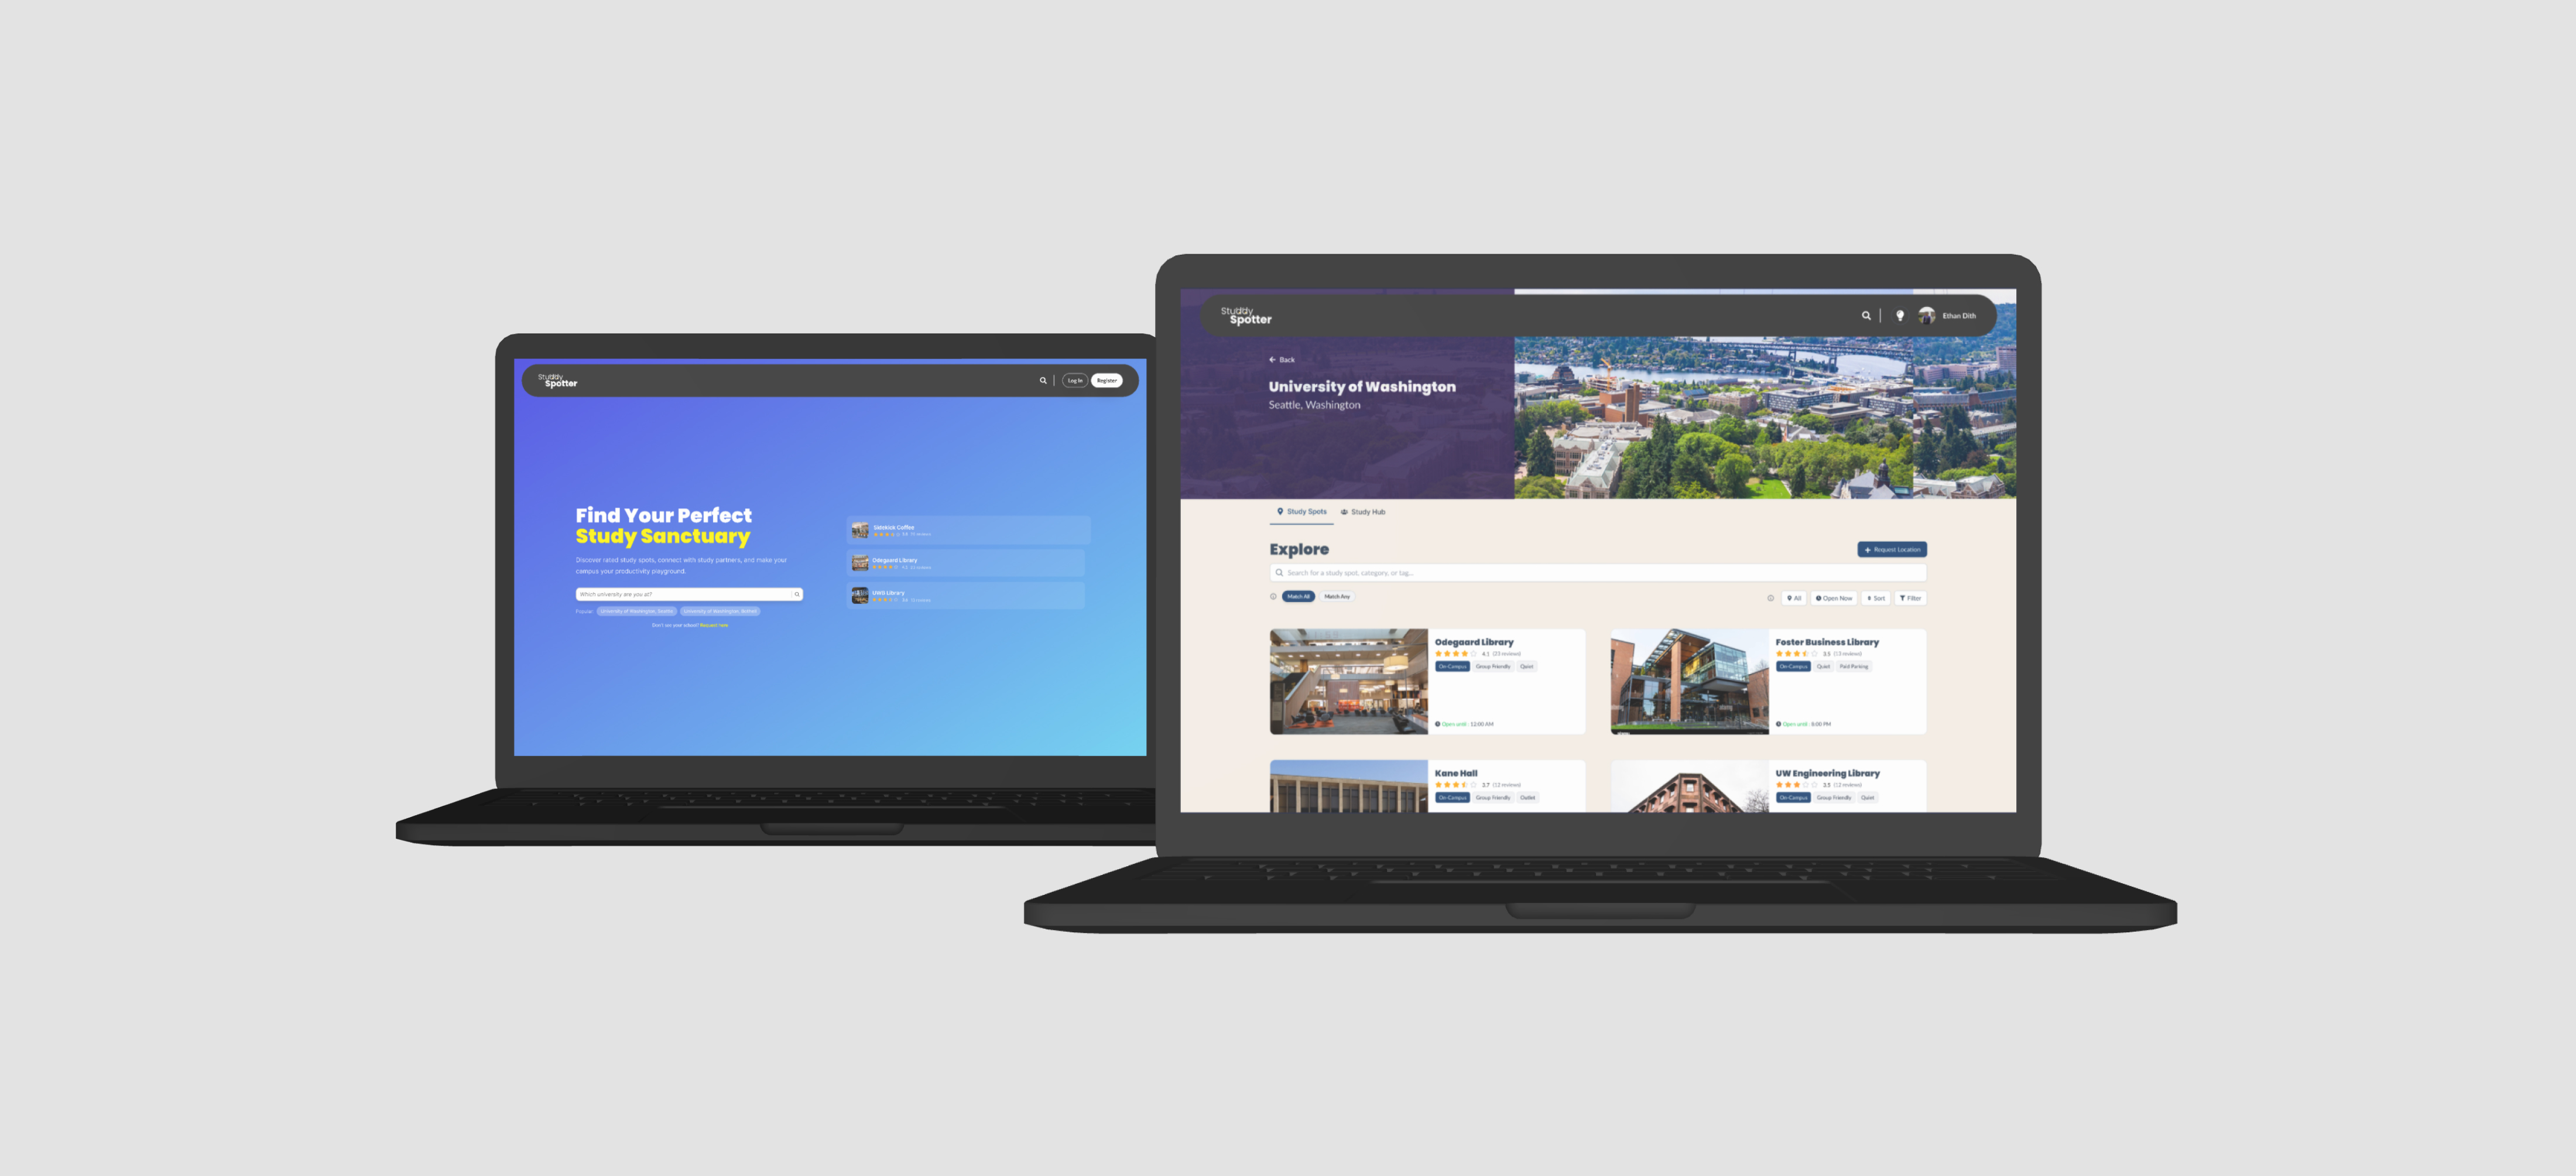 Studdy
Spotter
Log In
Register
Find Your Perfect
Study Sanctuary
Discover rated study spots, connect with study partners, and make your
campus your productivity playground.
Which university are you at?
Popular:
University of Washington, Seattle
University of Washington, Bothell
Don't see your school? Request here
Sidekick Coffee
Odegaard Library
UWB Library
Studdy
Spotter
Ethan Dith
Back
University of Washington
Seattle, Washington
Study Spots
Study Hub
Explore
Request Location
Search for a study spot, category, or tag...
Match All
Match Any
All
Open Now
Sort
Filter
Odegaard Library
4.1 (23 reviews)
On-Campus
Group Friendly
Quiet
Open until : 12:00 AM
Foster Business Library
3.5 (13 reviews)
On-Campus
Quiet
Paid Parking
Open until : 8:00 PM
Kane Hall
3.7 (12 reviews)
On-Campus
Group Friendly
Outlet
UW Engineering Library
(12 reviews)
On-Campus
Group Friendly
Quiet